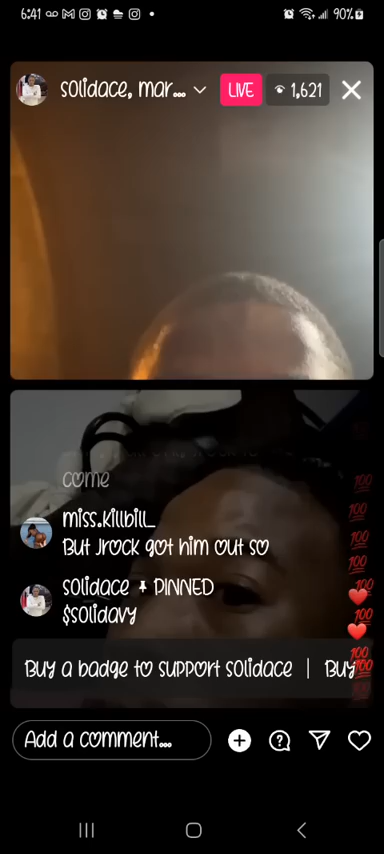 6:41
90%
solidace, mar...
LIVE
1,621
come
miss.killbill_
But Jrock got him out so
solidace PINNED
$solidavy
Buy a badge to support solidace | Buy
Add a comment...